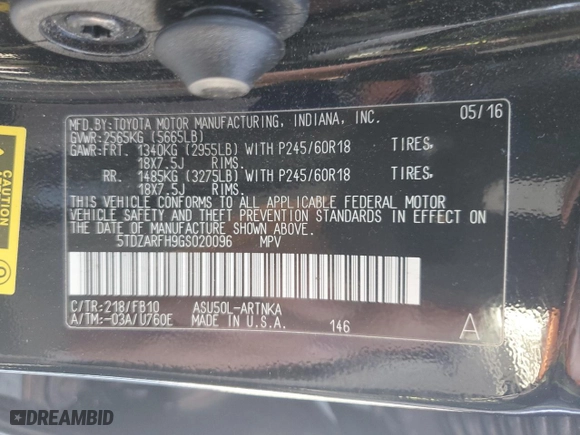 MFD.BY:TOYOTA MOTOR MANUFACTURING, INDIANA, INC. 05/16
GVWR:2565KG (5665LB)
GAWR:FRT. 1340KG (2955LB) WITH P245/60R18 TIRES,
18X7.5J RIMS.
RR. 1485KG (3275LB) WITH P245/60R18 TIRES,
18X7.5J RIMS.
THIS VEHICLE CONFORMS TO ALL APPLICABLE FEDERAL MOTOR
VEHICLE SAFETY AND THEFT PREVENTION STANDARDS IN EFFECT ON
THE DATE OF MANUFACTURE SHOWN ABOVE.
5TDZARFH9GS020096 MPV
C/TR:218/FB10 ASU50L-ARTNKA
A/TM:-03A/U760E MADE IN U.S.A. 146 A
CAUTION
DREAMBID